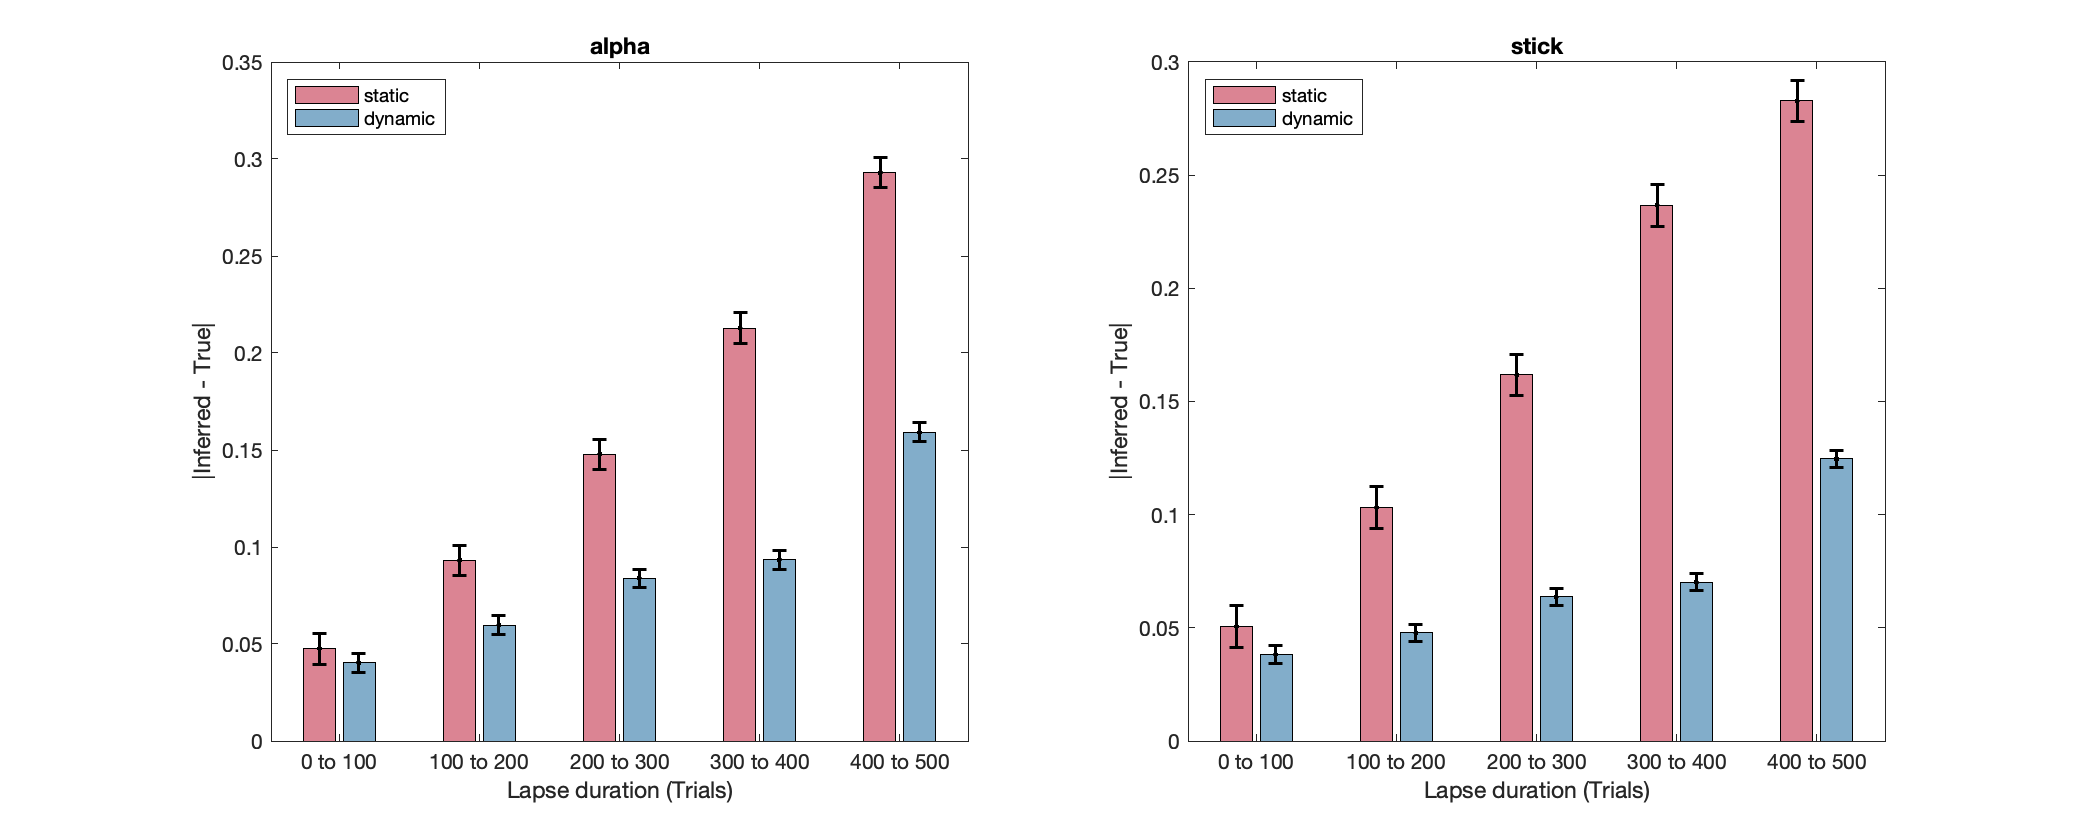 alpha
static
dynamic
0.35
0.3
0.25
0.2
0.15
0.1
0.05
0
|Inferred - True|
0 to 100
100 to 200
200 to 300
300 to 400
400 to 500
Lapse duration (Trials)
stick
static
dynamic
0.3
0.25
0.2
0.15
0.1
0.05
0
|Inferred - True|
0 to 100
100 to 200
200 to 300
300 to 400
400 to 500
Lapse duration (Trials)